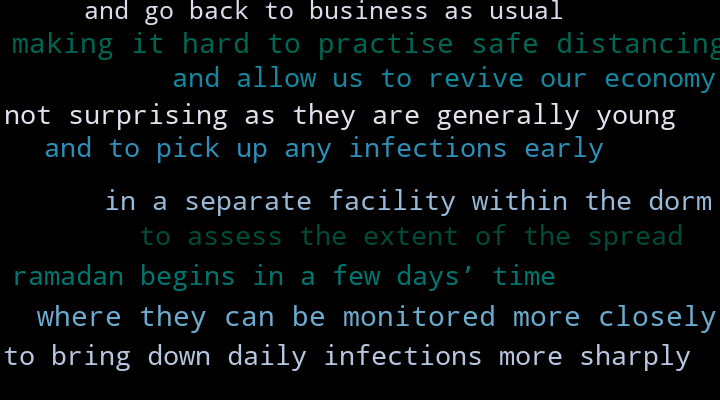 and go back to business as usual
making it hard to practise safe distancing
and allow us to revive our economy
not surprising as they are generally young
and to pick up any infections early
in a separate facility within the dorm
to assess the extent of the spread
ramadan begins in a few days’ time
where they can be monitored more closely
to bring down daily infections more sharply